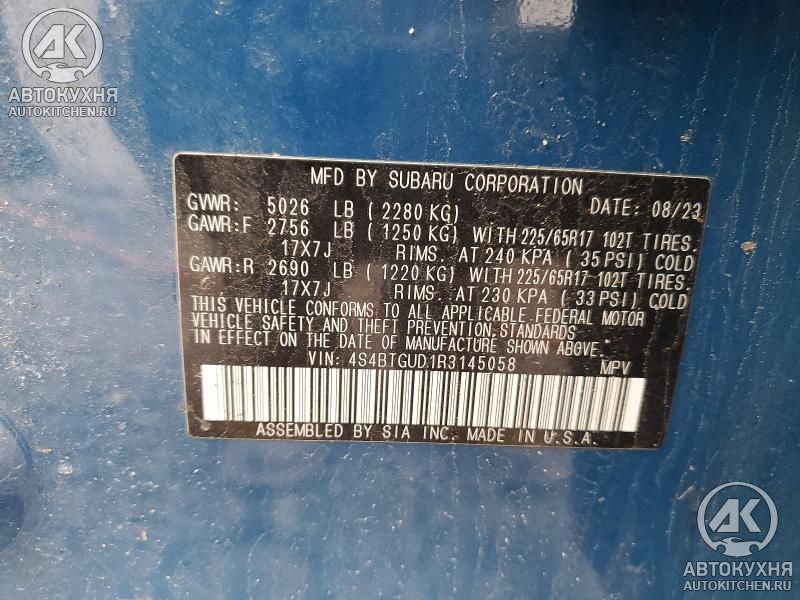 АК
АВТОКУХНЯ
AUTOKITCHEN.RU
MFD BY SUBARU CORPORATION
GVWR: 5026 LB ( 2280 KG) DATE: 08/23
GAWR:F 2756 LB ( 1250 KG) WITH 225/65R17 102T TIRES.
17X7J RIMS. AT 240 KPA ( 35 PSI) COLD
GAWR:R 2690 LB ( 1220 KG) WITH 225/65R17 102T TIRES.
17X7J RIMS. AT 230 KPA ( 33 PSI) COLD
THIS VEHICLE CONFORMS TO ALL APPLICABLE FEDERAL MOTOR
VEHICLE SAFETY AND THEFT PREVENTION STANDARDS
IN EFFECT ON THE DATE OF MANUFACTURE SHOWN ABOVE.
VIN: 4S4BTGUD1R3145058 MPV
ASSEMBLED BY SIA INC. MADE IN U.S.A.
АК
АВТОКУХНЯ
AUTOKITCHEN.RU